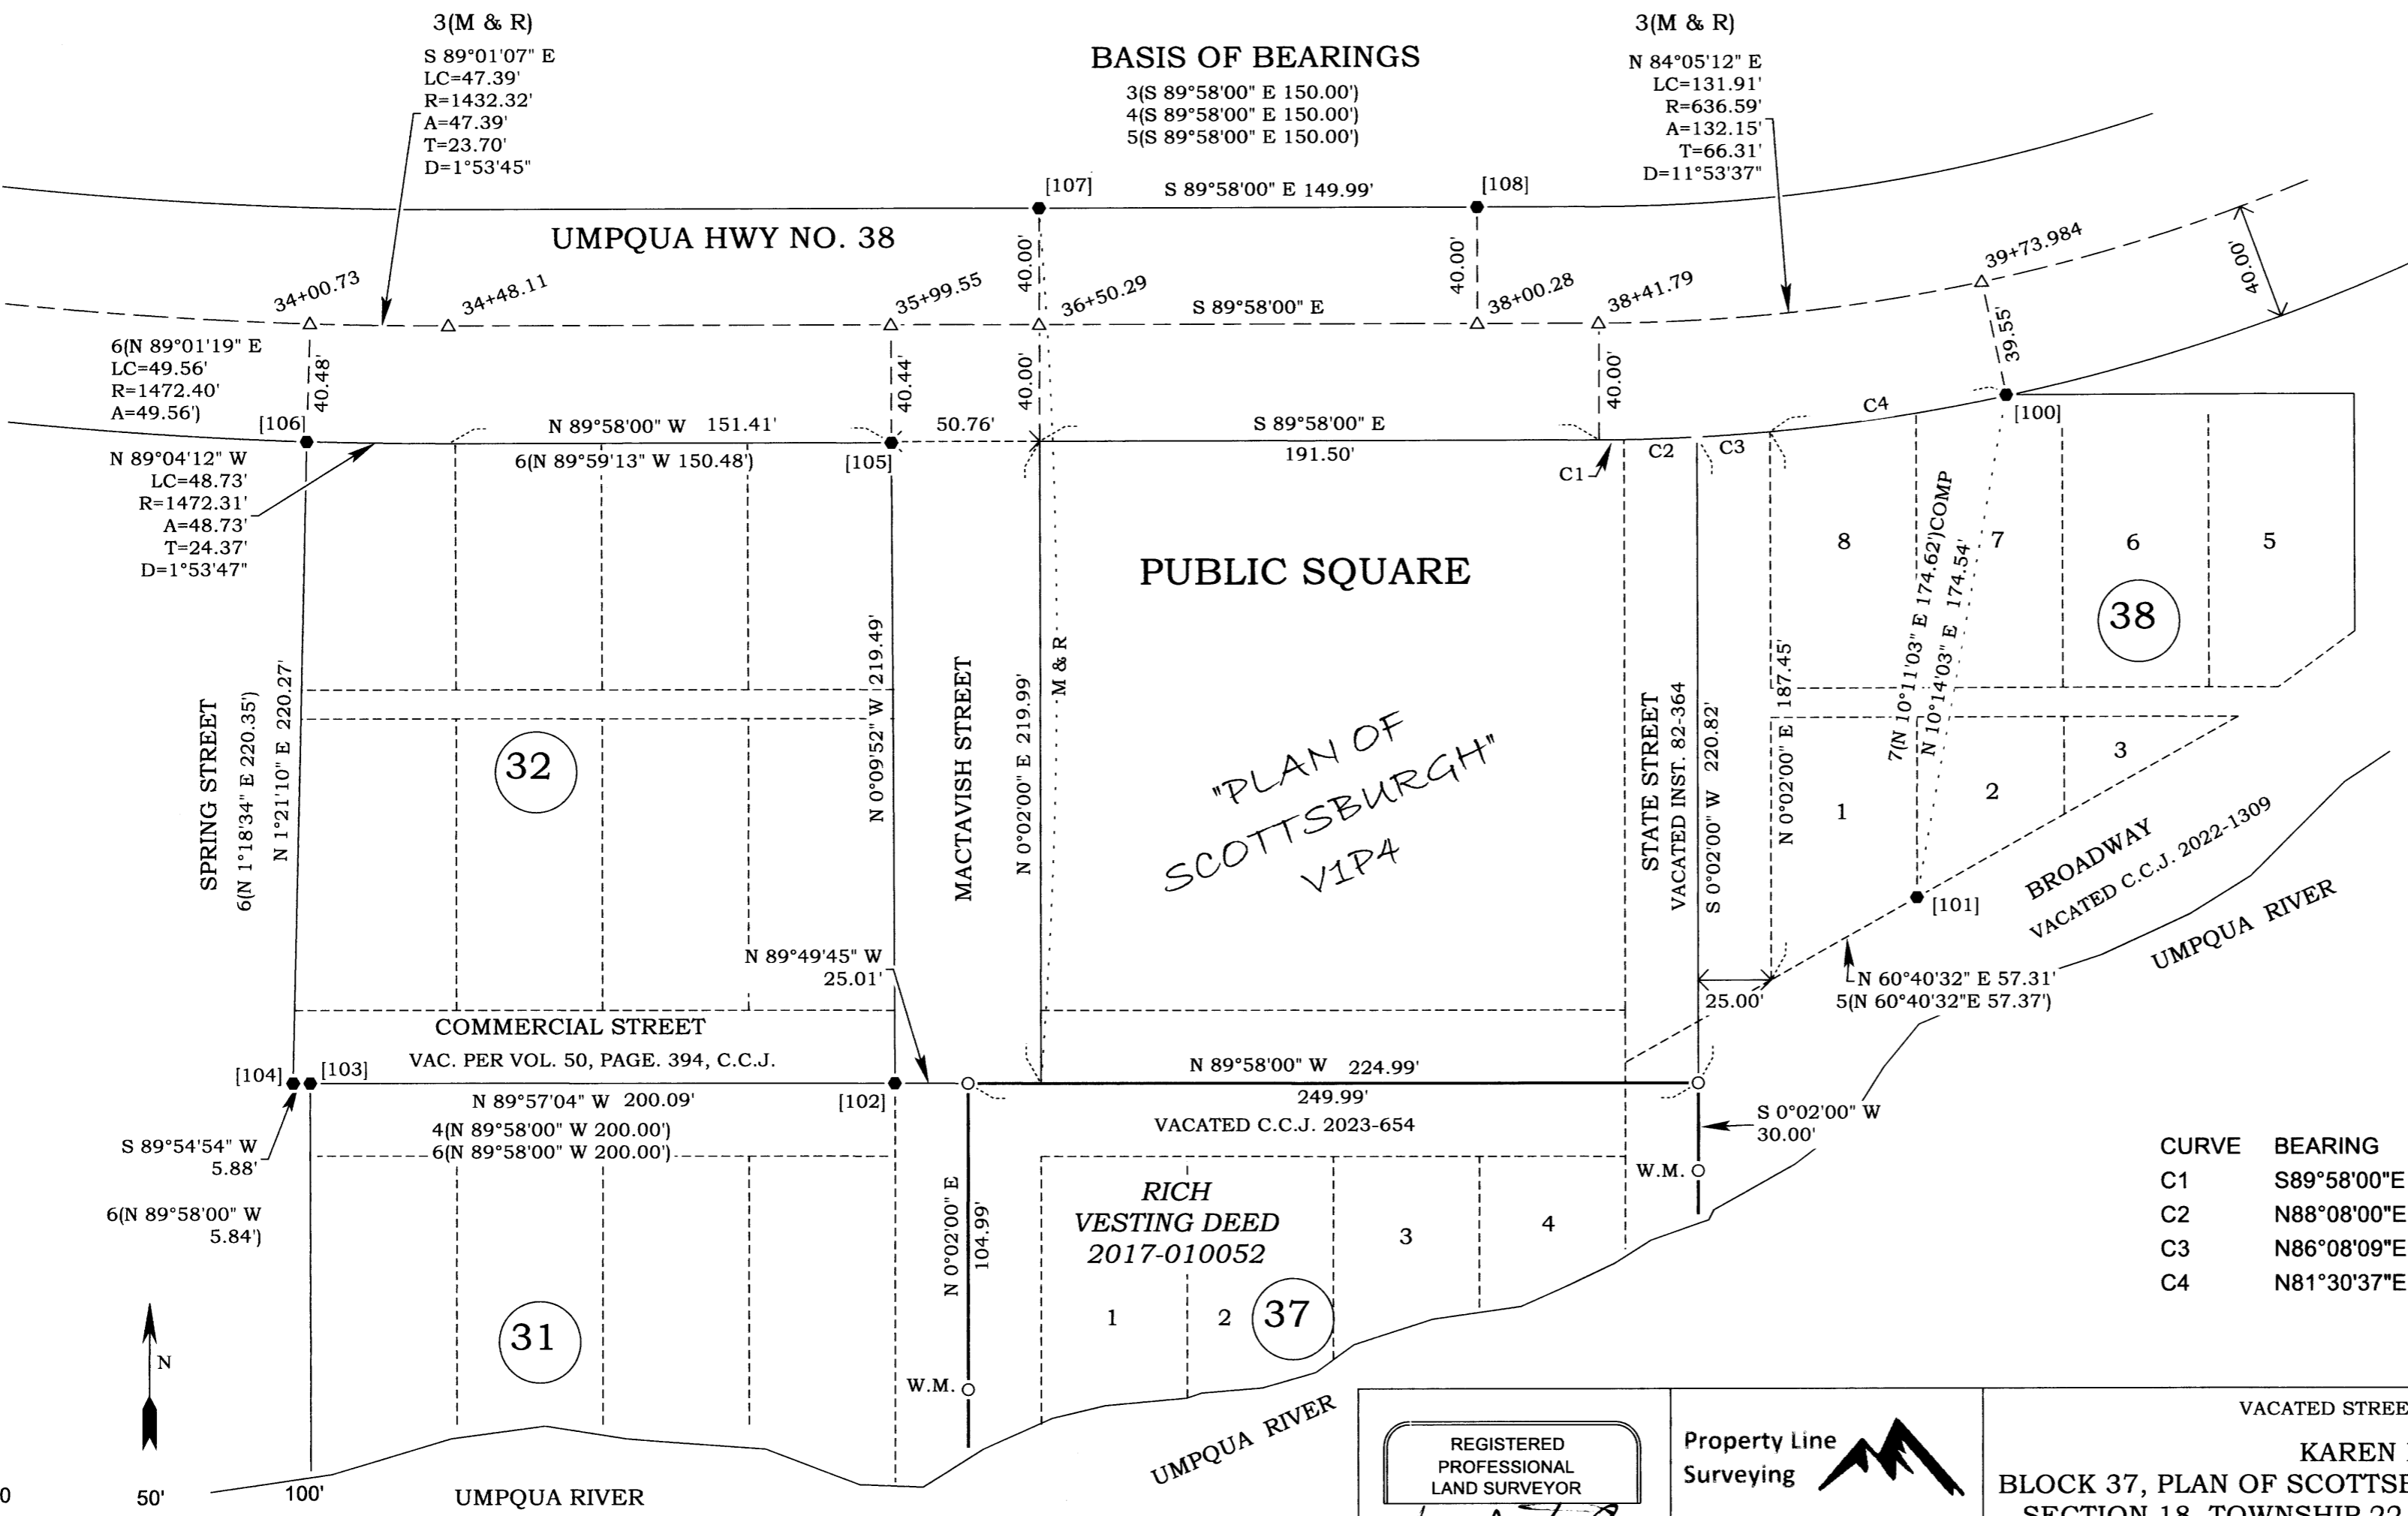 3(M & R)
S 89°01'07" E
LC=47.39'
R=1432.32'
A=47.39'
T=23.70'
D=1°53'45"
BASIS OF BEARINGS
3(S 89°58'00" E 150.00')
4(S 89°58'00" E 150.00')
5(S 89°58'00" E 150.00')
3(M & R)
N 84°05'12" E
LC=131.91'
R=636.59'
A=132.15'
T=66.31'
D=11°53'37"
[107]
S 89°58'00" E 149.99'
[108]
UMPQUA HWY NO. 38
40.00'
40.00'
39+73.984
40.00'
34+00.73
34+48.11
35+99.55
36+50.29
S 89°58'00" E
38+00.28
38+41.79
39.55'
6(N 89°01'19" E
LC=49.56'
R=1472.40'
A=49.56')
40.48'
40.44'
40.00'
40.00'
[106]
N 89°58'00" W 151.41'
50.76'
S 89°58'00" E
C4
[100]
6(N 89°59'13" W 150.48')
[105]
191.50'
C1
C2
C3
N 89°04'12" W
LC=48.73'
R=1472.31'
A=48.73'
T=24.37'
D=1°53'47"
PUBLIC SQUARE
8
7
6
5
38
7(N 10°11'03" E 174.62')COMP
N 10°14'03" E 174.54'
SPRING STREET
6(N 1°18'34" E 220.35')
N 1°21'10" E 220.27'
32
N 0°09'52" W 219.49'
MACTAVISH STREET
N 0°02'00" E 219.99'
M & R
"PLAN OF
SCOTTSBURGH"
V1P4
STATE STREET
VACATED INST. 82-364
S 0°02'00" W 220.82'
N 0°02'00" E 187.45'
1
2
3
BROADWAY
VACATED C.C.J. 2022-1309
UMPQUA RIVER
[101]
N 89°49'45" W
25.01'
25.00'
N 60°40'32" E 57.31'
5(N 60°40'32"E 57.37')
COMMERCIAL STREET
VAC. PER VOL. 50, PAGE. 394, C.C.J.
[104]
[103]
N 89°57'04" W 200.09'
[102]
4(N 89°58'00" W 200.00')
6(N 89°58'00" W 200.00')
N 89°58'00" W 224.99'
249.99'
VACATED C.C.J. 2023-654
S 0°02'00" W
30.00'
S 89°54'54" W
5.88'
6(N 89°58'00" W
5.84')
W.M.
N 0°02'00" E
104.99'
RICH
VESTING DEED
2017-010052
1
2
3
4
37
31
W.M.
CURVE BEARING
C1 S89°58'00"E
C2 N88°08'00"E
C3 N86°08'09"E
C4 N81°30'37"E
N
0 50' 100'
UMPQUA RIVER
UMPQUA RIVER
REGISTERED
PROFESSIONAL
LAND SURVEYOR
Property Line
Surveying
VACATED STREE
KAREN
BLOCK 37, PLAN OF SCOTTSB
SECTION 18, TOWNSHIP 22